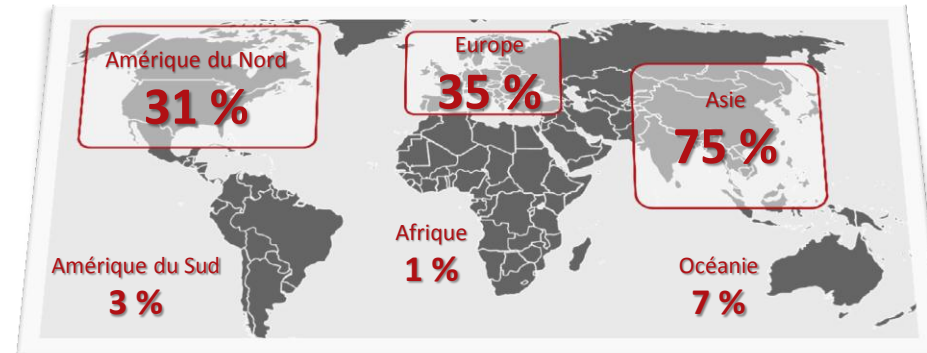 Amérique du Nord
31 %
Europe
35 %
Asie
75 %
Amérique du Sud
3 %
Afrique
1 %
Océanie
7 %